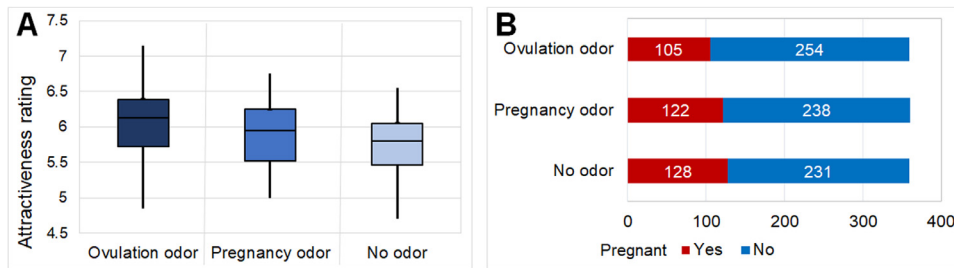 A
7.5
7
6.5
6
5.5
5
4.5
Attractiveness rating
Ovulation odor Pregnancy odor No odor
B
Ovulation odor 105 254
Pregnancy odor 122 238
No odor 128 231
0 100 200 300 400
Pregnant Yes No